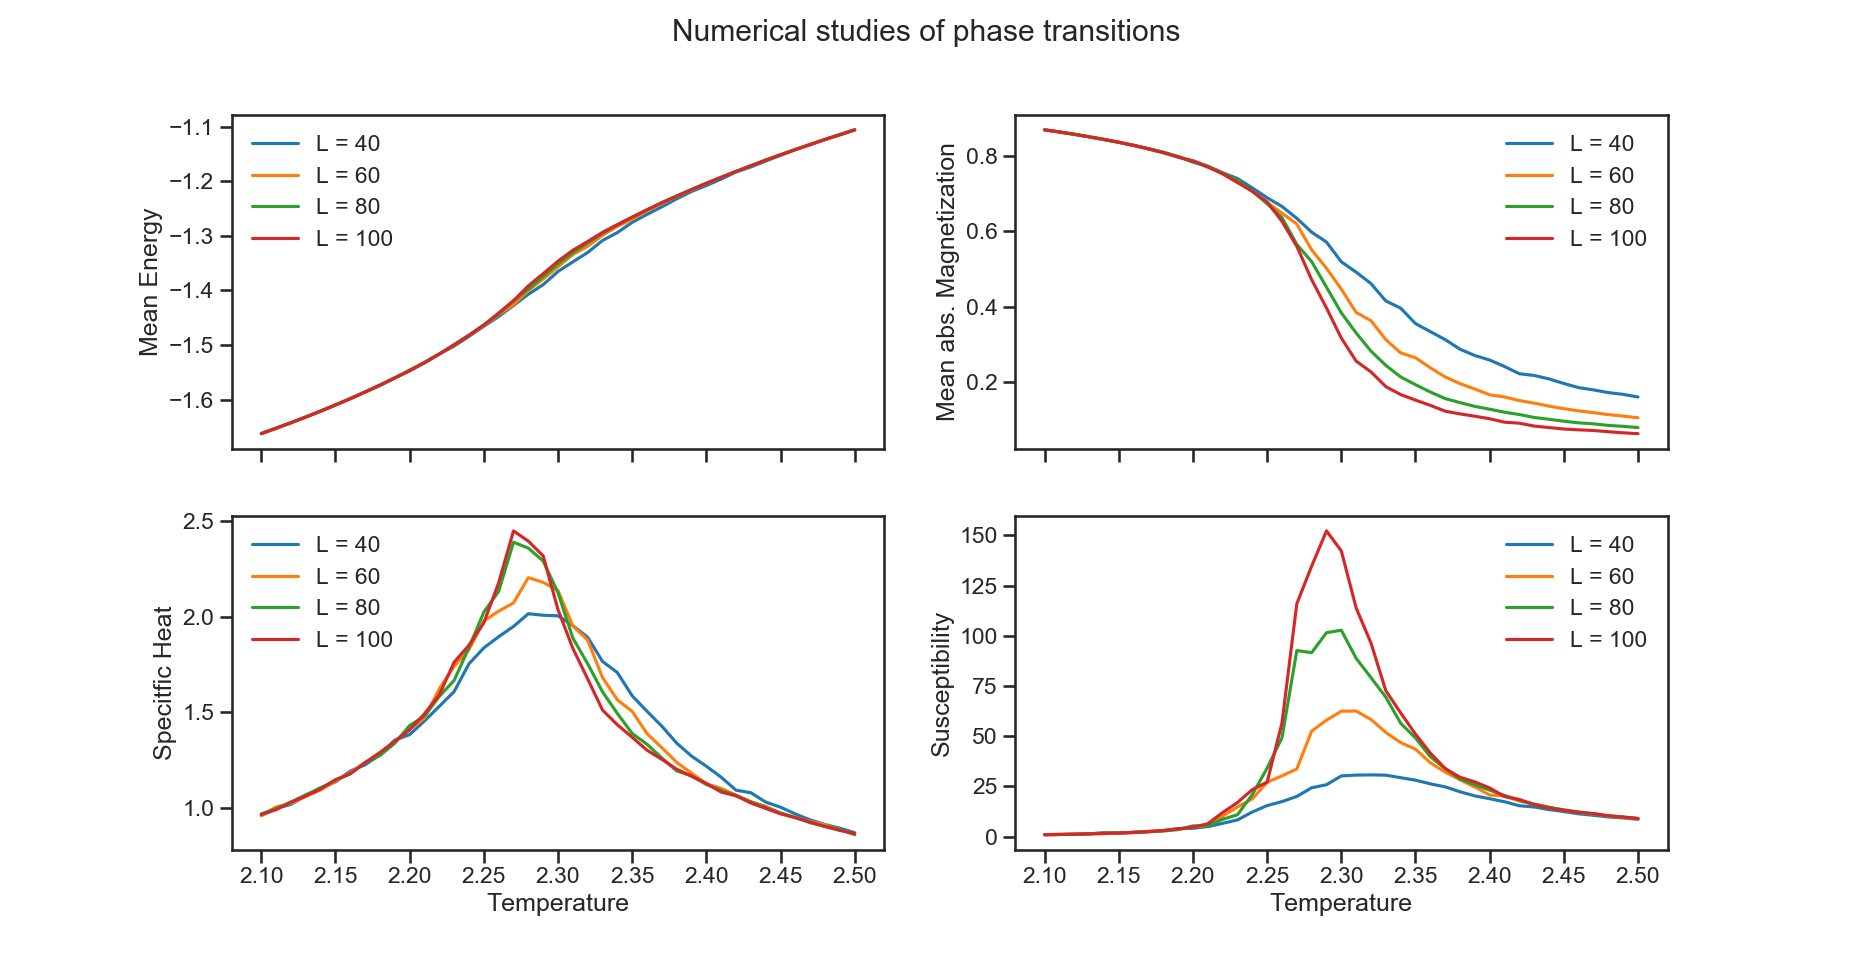 Numerical studies of phase transitions
Mean Energy
−1.1
−1.2
−1.3
−1.4
−1.5
−1.6
L = 40
L = 60
L = 80
L = 100
Mean abs. Magnetization
0.8
0.6
0.4
0.2
L = 40
L = 60
L = 80
L = 100
Specitfic Heat
2.5
2.0
1.5
1.0
L = 40
L = 60
L = 80
L = 100
2.10 2.15 2.20 2.25 2.30 2.35 2.40 2.45 2.50
Temperature
Susceptibility
150
125
100
75
50
25
0
L = 40
L = 60
L = 80
L = 100
2.10 2.15 2.20 2.25 2.30 2.35 2.40 2.45 2.50
Temperature